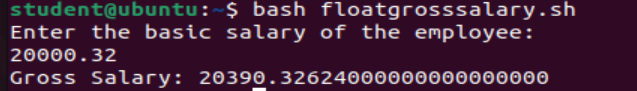 student@ubuntu:~$ bash floatgrosssalary.sh
Enter the basic salary of the employee:
20000.32
Gross Salary: 20390.32624000000000000000